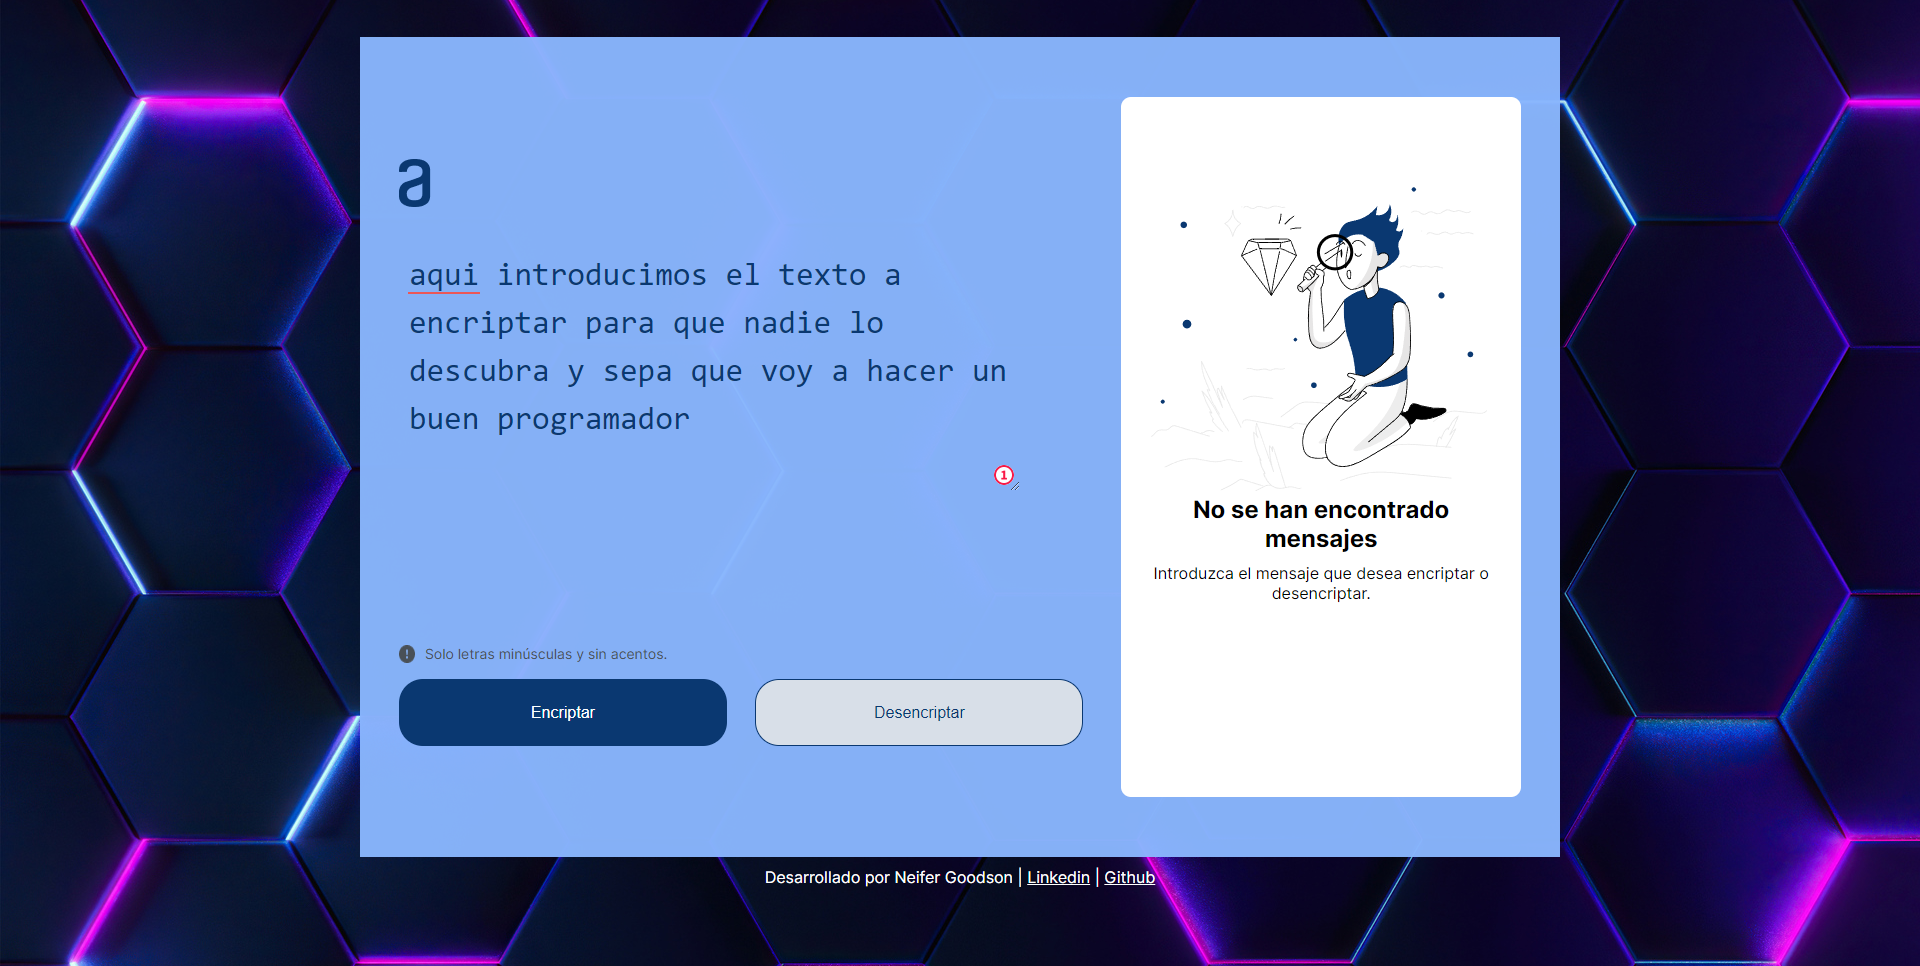 a
aqui introducimos el texto a
encriptar para que nadie lo
descubra y sepa que voy a hacer un
buen programador
1
Solo letras minúsculas y sin acentos.
Encriptar
Desencriptar
No se han encontrado
mensajes
Introduzca el mensaje que desea encriptar o
desencriptar.
Desarrollado por Neifer Goodson | Linkedin | Github